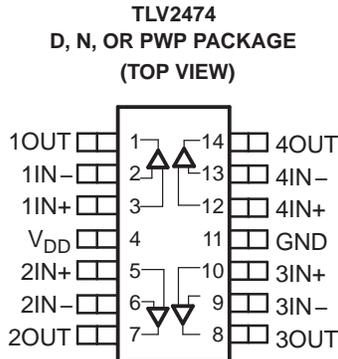 TLV2474
D, N, OR PWP PACKAGE
(TOP VIEW)
1OUT 1 14 4OUT
1IN− 2 13 4IN−
1IN+ 3 12 4IN+
VDD 4 11 GND
2IN+ 5 10 3IN+
2IN− 6 9 3IN−
2OUT 7 8 3OUT